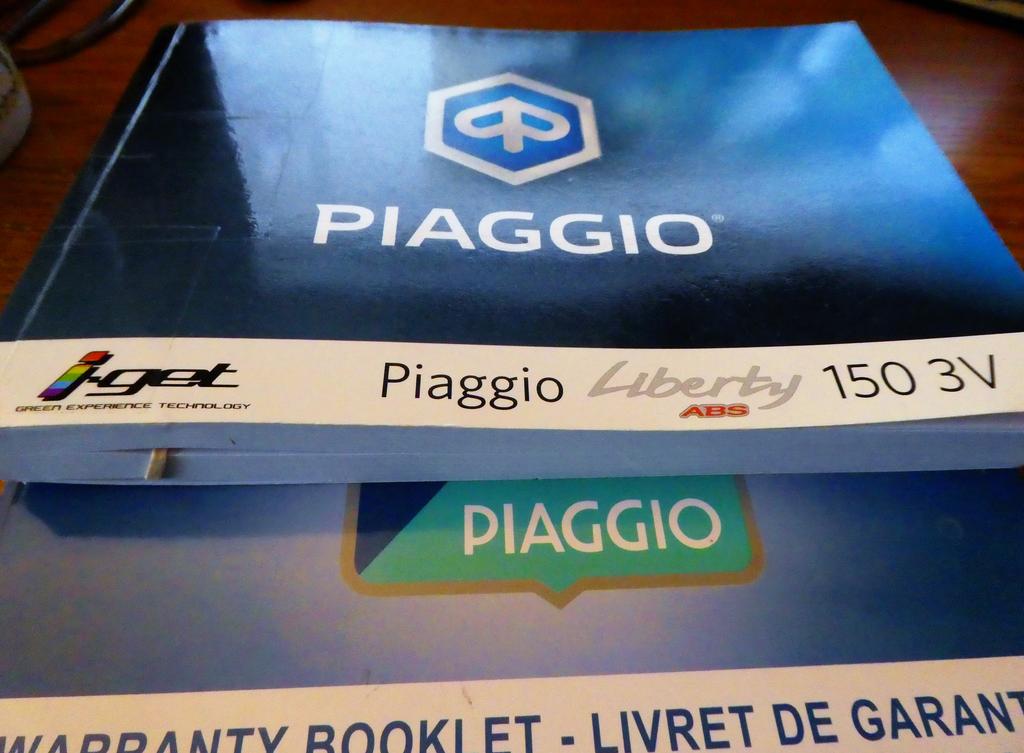 PIAGGIO®
i-get Piaggio Liberty 150 3V
GREEN EXPERIENCE TECHNOLOGY ABS
PIAGGIO
WARRANTY BOOKLET - LIVRET DE GARANT